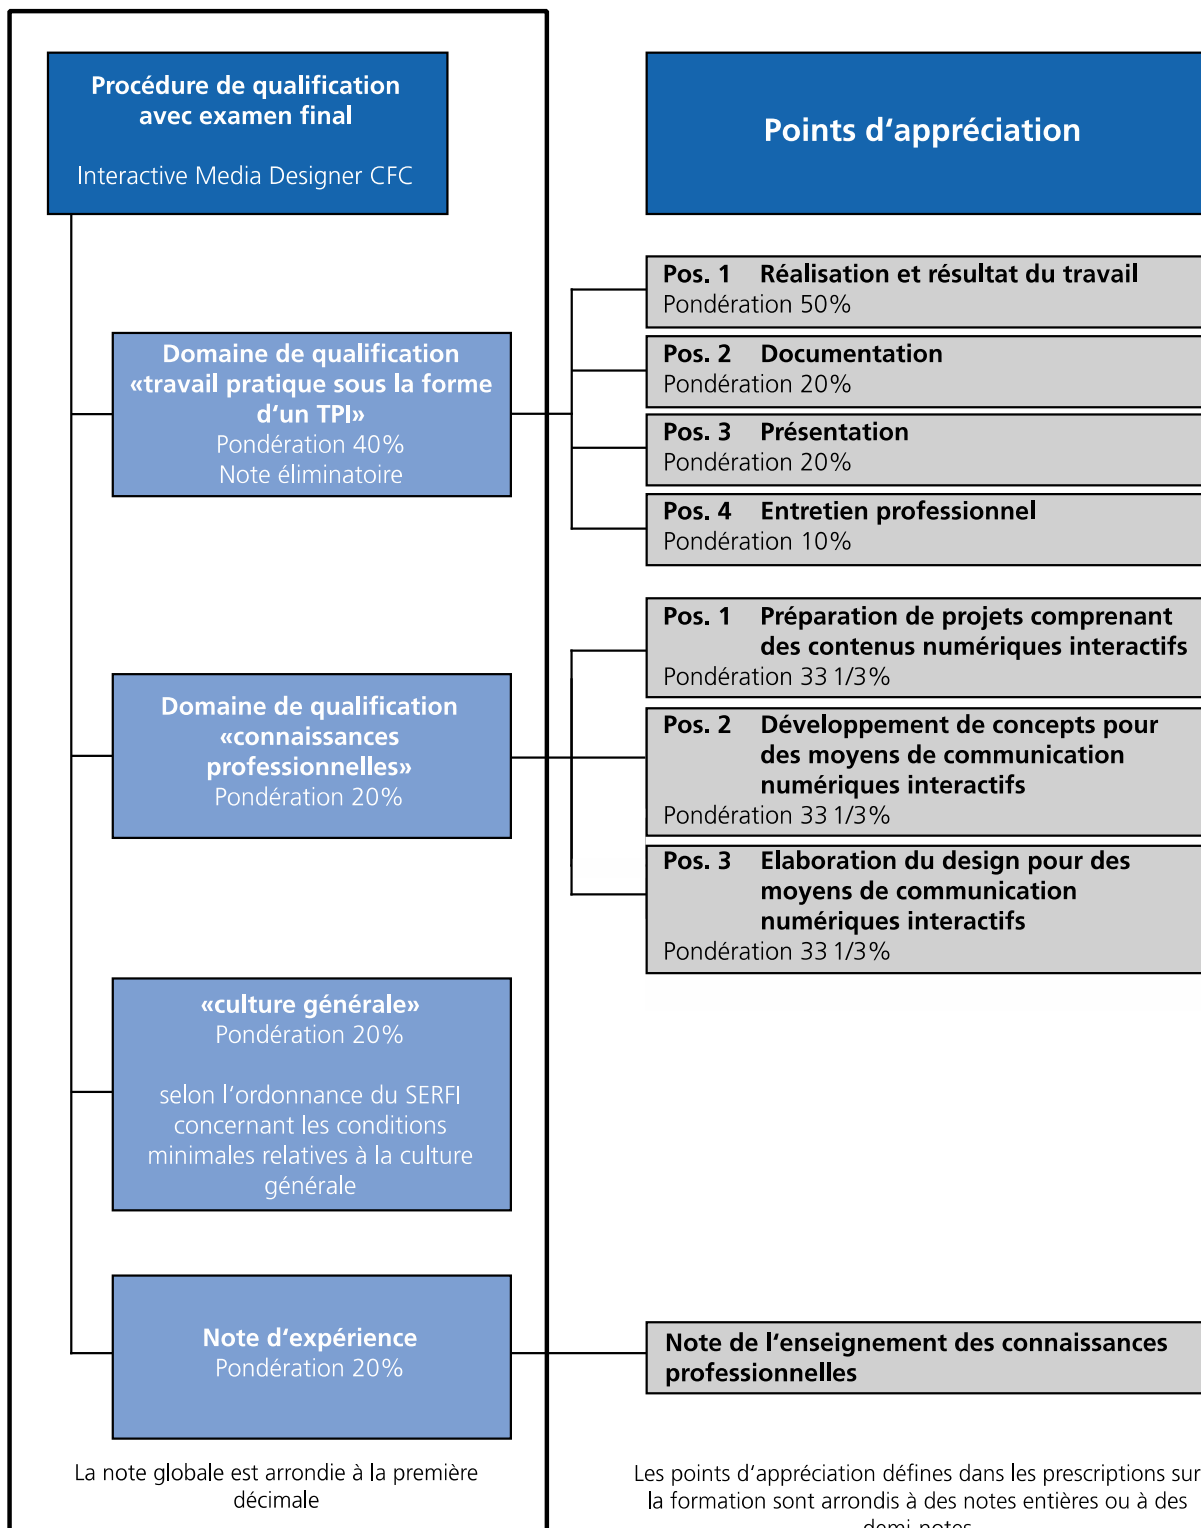 Procédure de qualification
avec examen final
Interactive Media Designer CFC
Points d‘appréciation
Domaine de qualification
«travail pratique sous la forme
d‘un TPI»
Pondération 40%
Note éliminatoire
Pos. 1 Réalisation et résultat du travail
Pondération 50%
Pos. 2 Documentation
Pondération 20%
Pos. 3 Présentation
Pondération 20%
Pos. 4 Entretien professionnel
Pondération 10%
Domaine de qualification
«connaissances
professionnelles»
Pondération 20%
Pos. 1 Préparation de projets comprenant
des contenus numériques interactifs
Pondération 33 1/3%
Pos. 2 Développement de concepts pour
des moyens de communication
numériques interactifs
Pondération 33 1/3%
Pos. 3 Elaboration du design pour des
moyens de communication
numériques interactifs
Pondération 33 1/3%
«culture générale»
Pondération 20%
selon l‘ordonnance du SERFI
concernant les conditions
minimales relatives à la culture
générale
Note d‘expérience
Pondération 20%
Note de l‘enseignement des connaissances
professionnelles
La note globale est arrondie à la première
décimale
Les points d‘appréciation défines dans les prescriptions sur
la formation sont arrondis à des notes entières ou à des
demi-notes